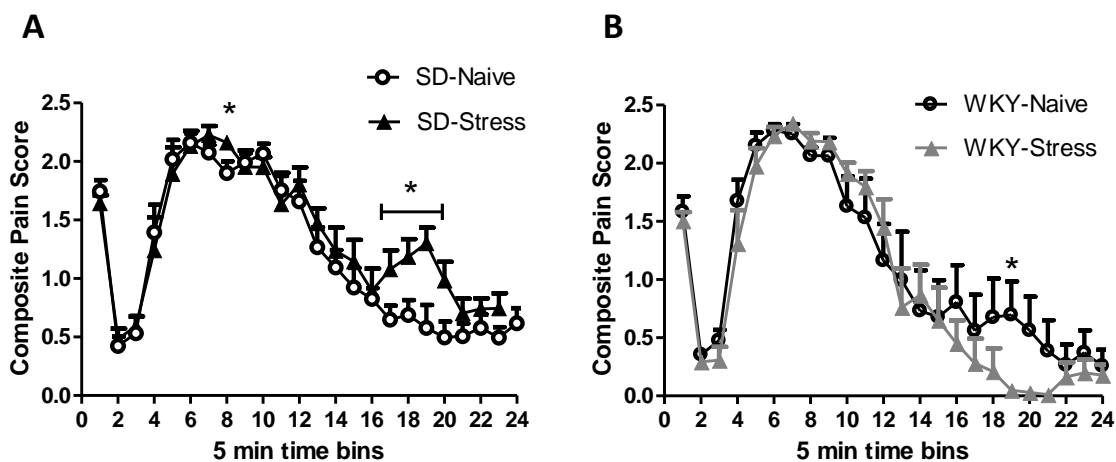 A
SD-Naive
SD-Stress
*
*
Composite Pain Score
2.5
2.0
1.5
1.0
0.5
0.0
0 2 4 6 8 10 12 14 16 18 20 22 24
5 min time bins
B
WKY-Naive
WKY-Stress
*
Composite Pain Score
2.5
2.0
1.5
1.0
0.5
0.0
0 2 4 6 8 10 12 14 16 18 20 22 24
5 min time bins